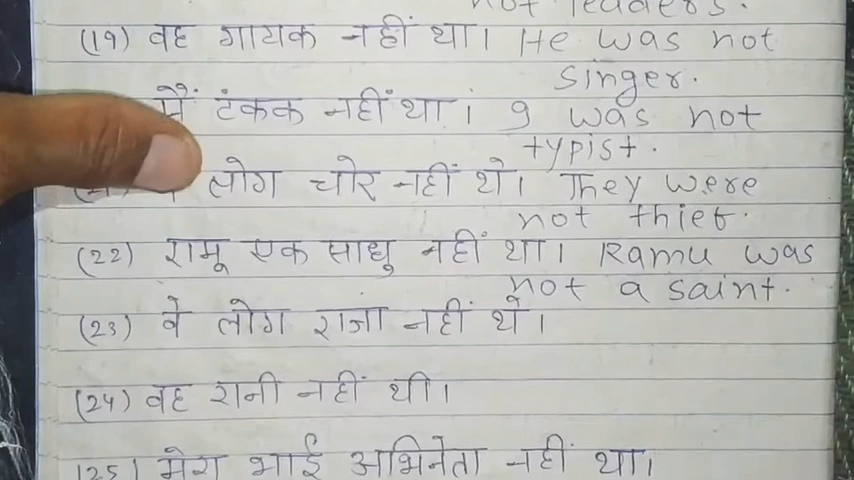 not leaders.
(19) वह गायक नहीं था। He was not
singer.
मैं टंकक नहीं था। I was not
typist.
लोग चोर नहीं थे। They were
not thief.
(22) रामू एक साधु नहीं था। Ramu was
not a saint.
(23) वे लोग राजा नहीं थे।
(24) वह रानी नहीं थी।
(25) मेरा भाई अभिनेता नहीं था।